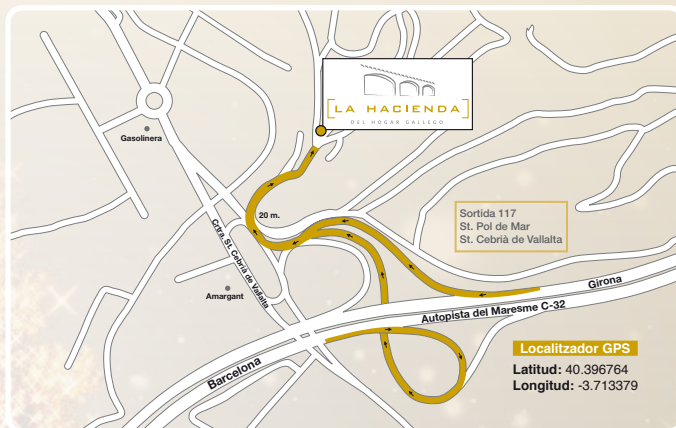 LA HACIENDA
DEL HOGAR GALLEGO
Gasolinera
20 m.
Sortida 117
St. Pol de Mar
St. Cebrià de Vallalta
Crtra. St. Cebrià de Vallalta
Amargant
Girona
Autopista del Maresme C-32
Barcelona
Localitzador GPS
Latitud: 40.396764
Longitud: -3.713379